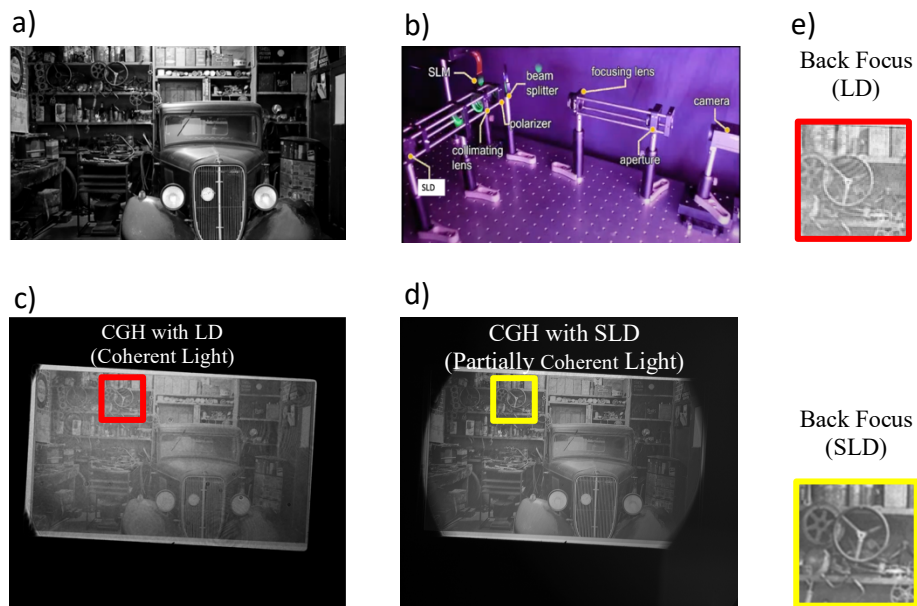 a)
b)
e)
Back Focus
(LD)
SLM
beam
splitter
focusing lens
camera
polarizer
collimating
lens
aperture
SLD
c)
d)
CGH with LD
(Coherent Light)
CGH with SLD
(Partially Coherent Light)
Back Focus
(SLD)